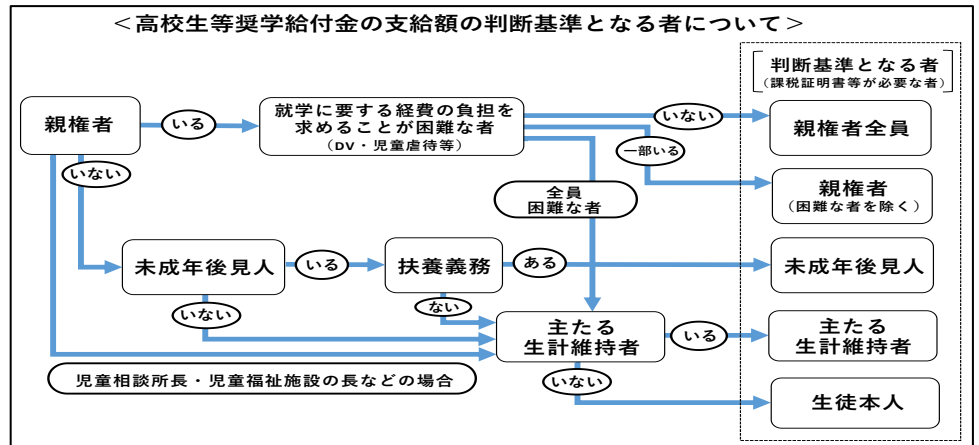 ＜高校生等奨学給付金の支給額の判断基準となる者について＞
判断基準となる者
（課税証明書等が必要な者）
親権者
いる
就学に要する経費の負担を
求めることが困難な者
（DV・児童虐待等）
いない
親権者全員
一部いる
親権者
（困難な者を除く）
いない
全員
困難な者
未成年後見人
いる
扶養義務
ある
未成年後見人
いない
ない
主たる
生計維持者
いる
主たる
生計維持者
児童相談所長・児童福祉施設の長などの場合
いない
生徒本人